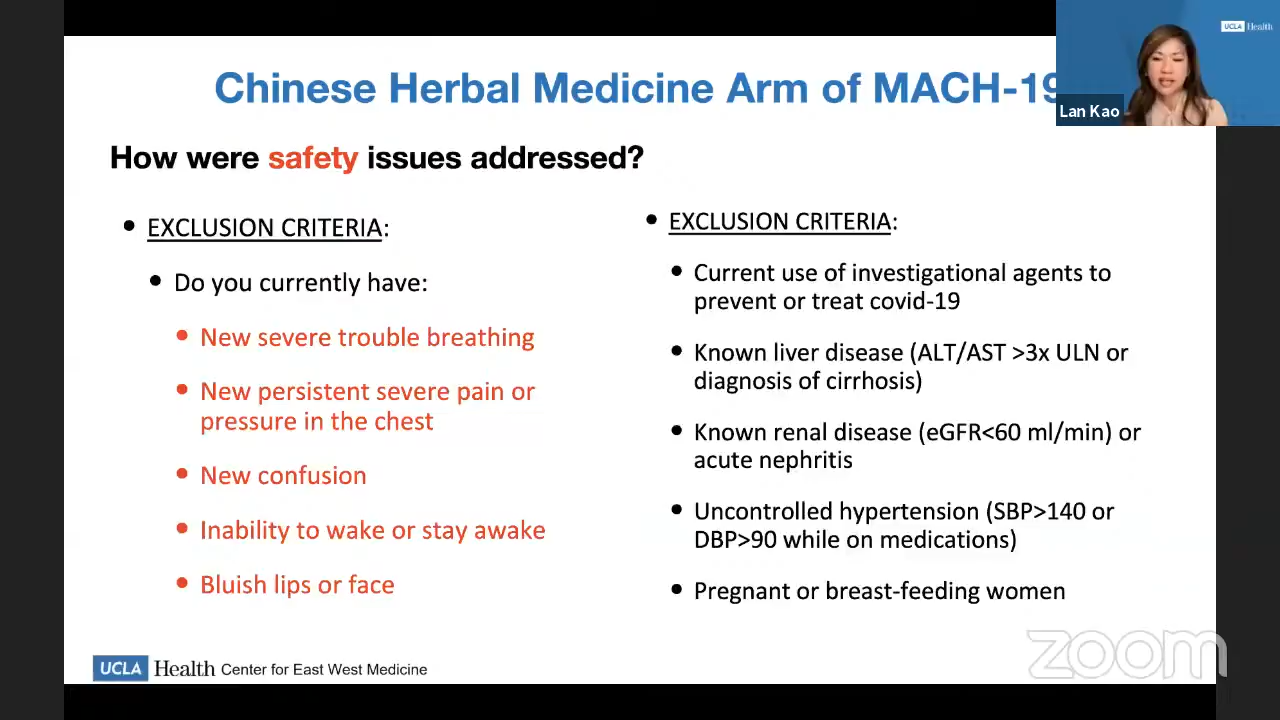 Chinese Herbal Medicine Arm of MACH-19
UCLA Health
Lan Kao
How were safety issues addressed?
• EXCLUSION CRITERIA:
• Do you currently have:
• New severe trouble breathing
• New persistent severe pain or
pressure in the chest
• New confusion
• Inability to wake or stay awake
• Bluish lips or face
• EXCLUSION CRITERIA:
• Current use of investigational agents to
prevent or treat covid-19
• Known liver disease (ALT/AST >3x ULN or
diagnosis of cirrhosis)
• Known renal disease (eGFR<60 ml/min) or
acute nephritis
• Uncontrolled hypertension (SBP>140 or
DBP>90 while on medications)
• Pregnant or breast-feeding women
UCLA Health Center for East West Medicine
zoom